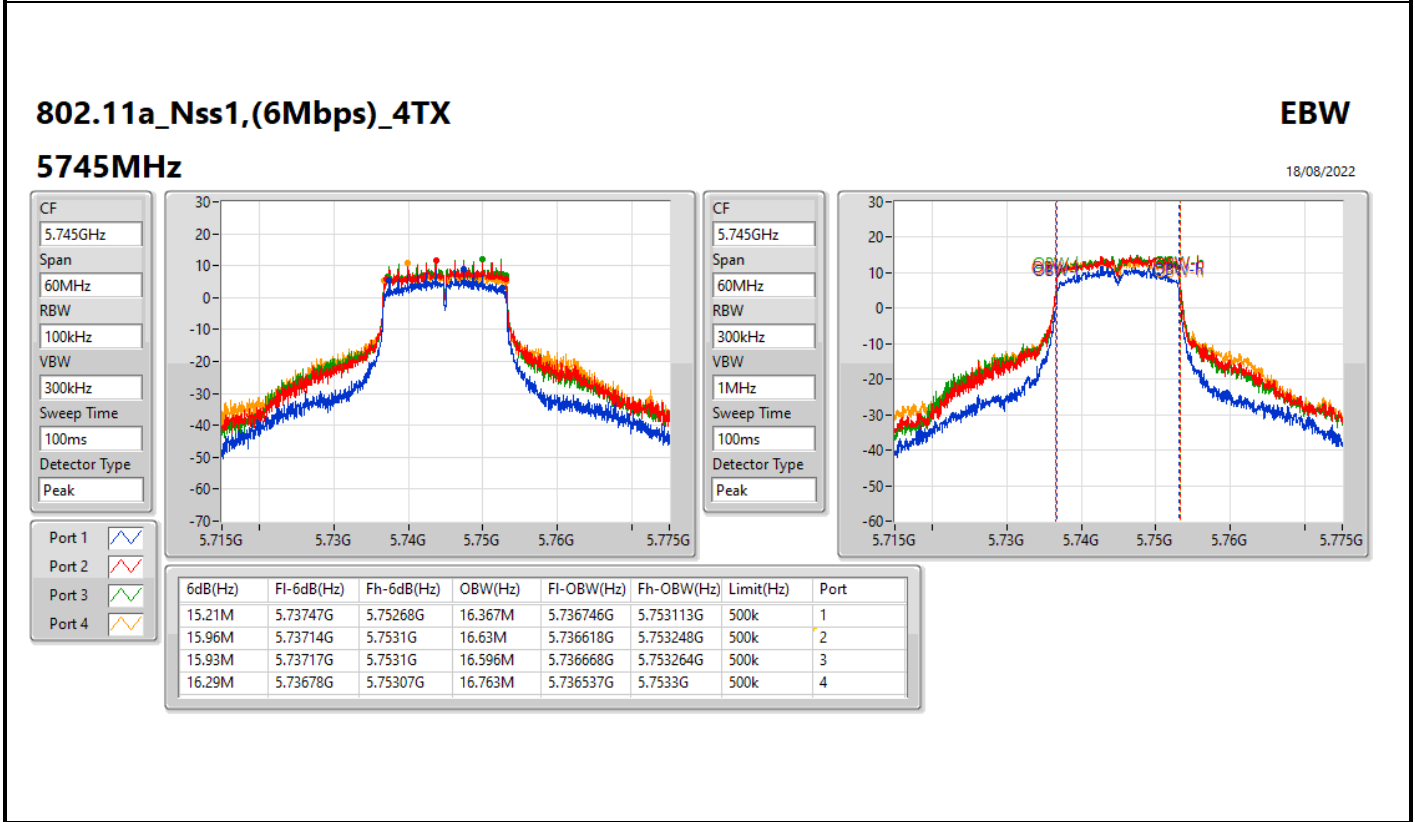 802.11a_Nss1,(6Mbps)_4TX EBW
5745MHz 18/08/2022
CF
5.745GHz
Span
60MHz
RBW
100kHz
VBW
300kHz
Sweep Time
100ms
Detector Type
Peak
30
20
10
0
-10
-20
-30
-40
-50
-60
-70
5.715G 5.73G 5.74G 5.75G 5.76G 5.775G
CF
5.745GHz
Span
60MHz
RBW
300kHz
VBW
1MHz
Sweep Time
100ms
Detector Type
Peak
30
20
10
0
-10
-20
-30
-40
-50
-60
5.715G 5.73G 5.74G 5.75G 5.76G 5.775G
Port 1
Port 2
Port 3
Port 4
6dB(Hz) Fl-6dB(Hz) Fh-6dB(Hz) OBW(Hz) Fl-OBW(Hz) Fh-OBW(Hz) Limit(Hz) Port
15.21M 5.73747G 5.75268G 16.367M 5.736746G 5.753113G 500k 1
15.96M 5.73714G 5.7531G 16.63M 5.736618G 5.753248G 500k 2
15.93M 5.73717G 5.7531G 16.596M 5.736668G 5.753264G 500k 3
16.29M 5.73678G 5.75307G 16.763M 5.736537G 5.7533G 500k 4